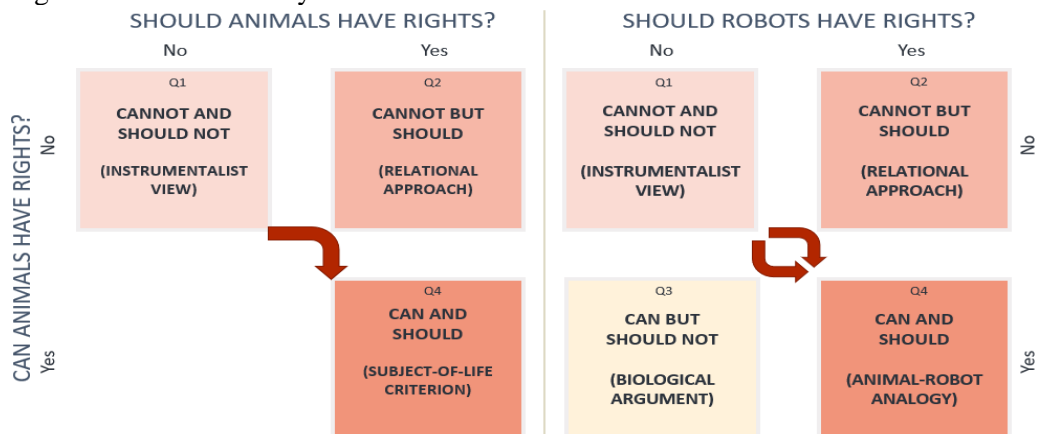 SHOULD ANIMALS HAVE RIGHTS?
No
Yes
CAN ANIMALS HAVE RIGHTS?
No
Yes
Q1
CANNOT AND
SHOULD NOT
(INSTRUMENTALIST
VIEW)
Q2
CANNOT BUT
SHOULD
(RELATIONAL
APPROACH)
Q4
CAN AND
SHOULD
(SUBJECT-OF-LIFE
CRITERION)
SHOULD ROBOTS HAVE RIGHTS?
No
Yes
Q1
CANNOT AND
SHOULD NOT
(INSTRUMENTALIST
VIEW)
Q2
CANNOT BUT
SHOULD
(RELATIONAL
APPROACH)
No
Q3
CAN BUT
SHOULD NOT
(BIOLOGICAL
ARGUMENT)
Q4
CAN AND
SHOULD
(ANIMAL-ROBOT
ANALOGY)
Yes